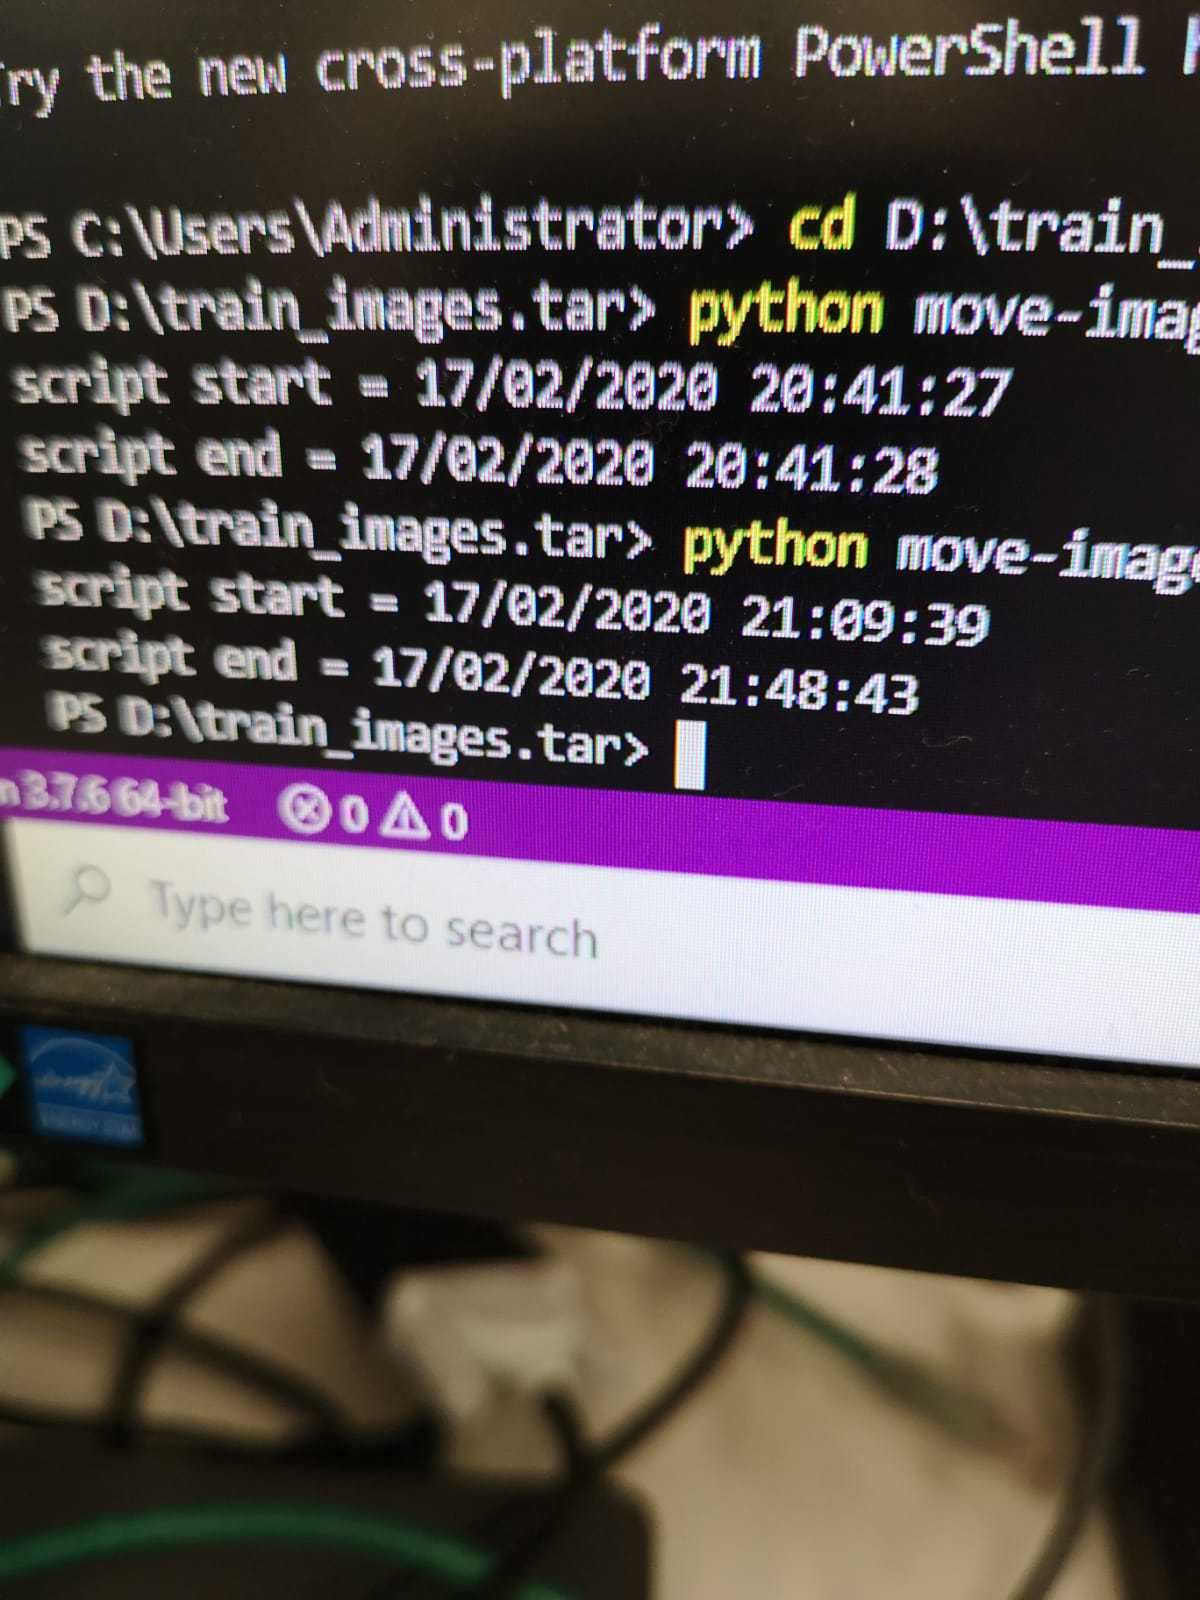 Try the new cross-platform PowerShell
PS C:\Users\Administrator> cd D:\train_
PS D:\train_images.tar> python move-imag
script start = 17/02/2020 20:41:27
script end = 17/02/2020 20:41:28
PS D:\train_images.tar> python move-image
script start = 17/02/2020 21:09:39
script end = 17/02/2020 21:48:43
PS D:\train_images.tar>
n 3.7.6 64-bit 0 0
Type here to search